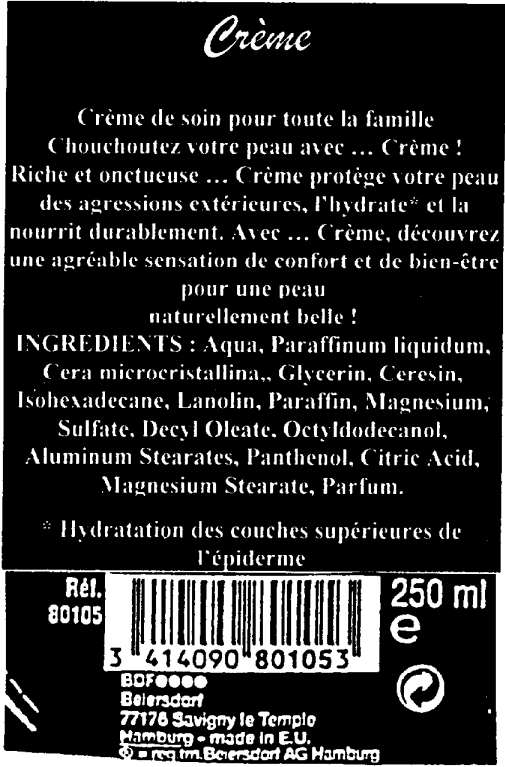 Crème
Crème de soin pour toute la famille
Chouchoutez votre peau avec ... Crème !
Riche et onctueuse ... Crème protège votre peau
des agressions extérieures, l'hydrate* et la
nourrit durablement. Avec ... Crème, découvrez
une agréable sensation de confort et de bien-être
pour une peau
naturellement belle !
INGREDIENTS : Aqua, Paraffinum liquidum,
Cera microcristallina,, Glycerin, Ceresin,
Isohexadecane, Lanolin, Paraffin, Magnesium,
Sulfate, Decyl Oleate, Octyldodecanol,
Aluminum Stearates, Panthenol, Citric Acid,
Magnesium Stearate, Parfum.
* Hydratation des couches supérieures de
l'épiderme
Réf.
80105
250 ml
e
3 414090 801053
BDF●●●●
Beiersdorf
77176 Savigny le Temple
Hamburg - made in E.U.
® = reg.tm.Beiersdorf AG Hamburg